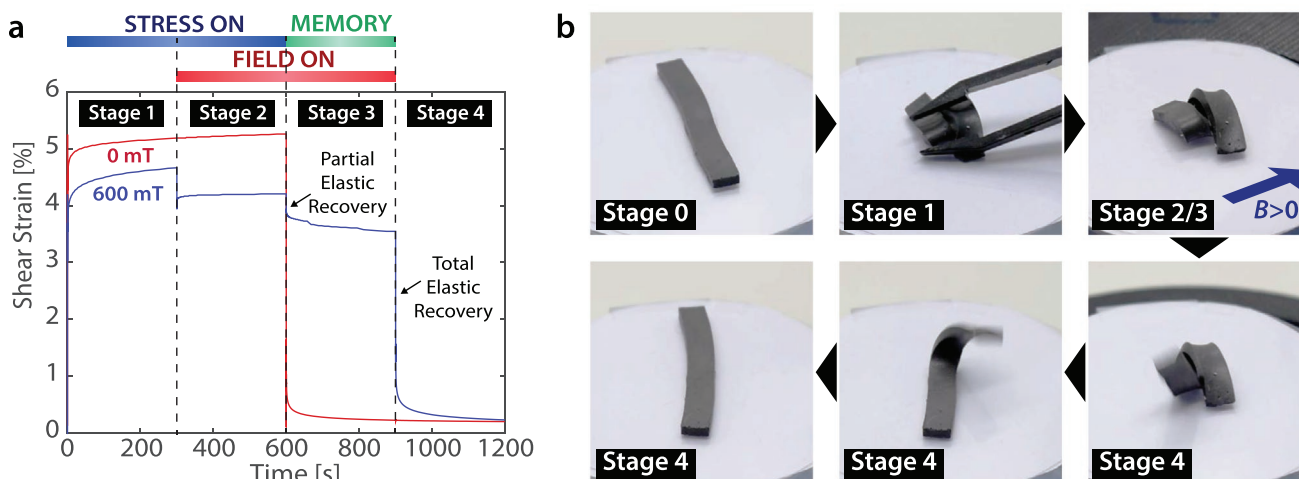 a
STRESS ON
MEMORY
FIELD ON
Shear Strain [%]
6
5
4
3
2
1
0
Stage 1
Stage 2
Stage 3
Stage 4
0 mT
600 mT
Partial
Elastic
Recovery
Total
Elastic
Recovery
0
200
400
600
800
1000
1200
Time [s]
b
Stage 0
Stage 1
Stage 2/3
B>0
Stage 4
Stage 4
Stage 4